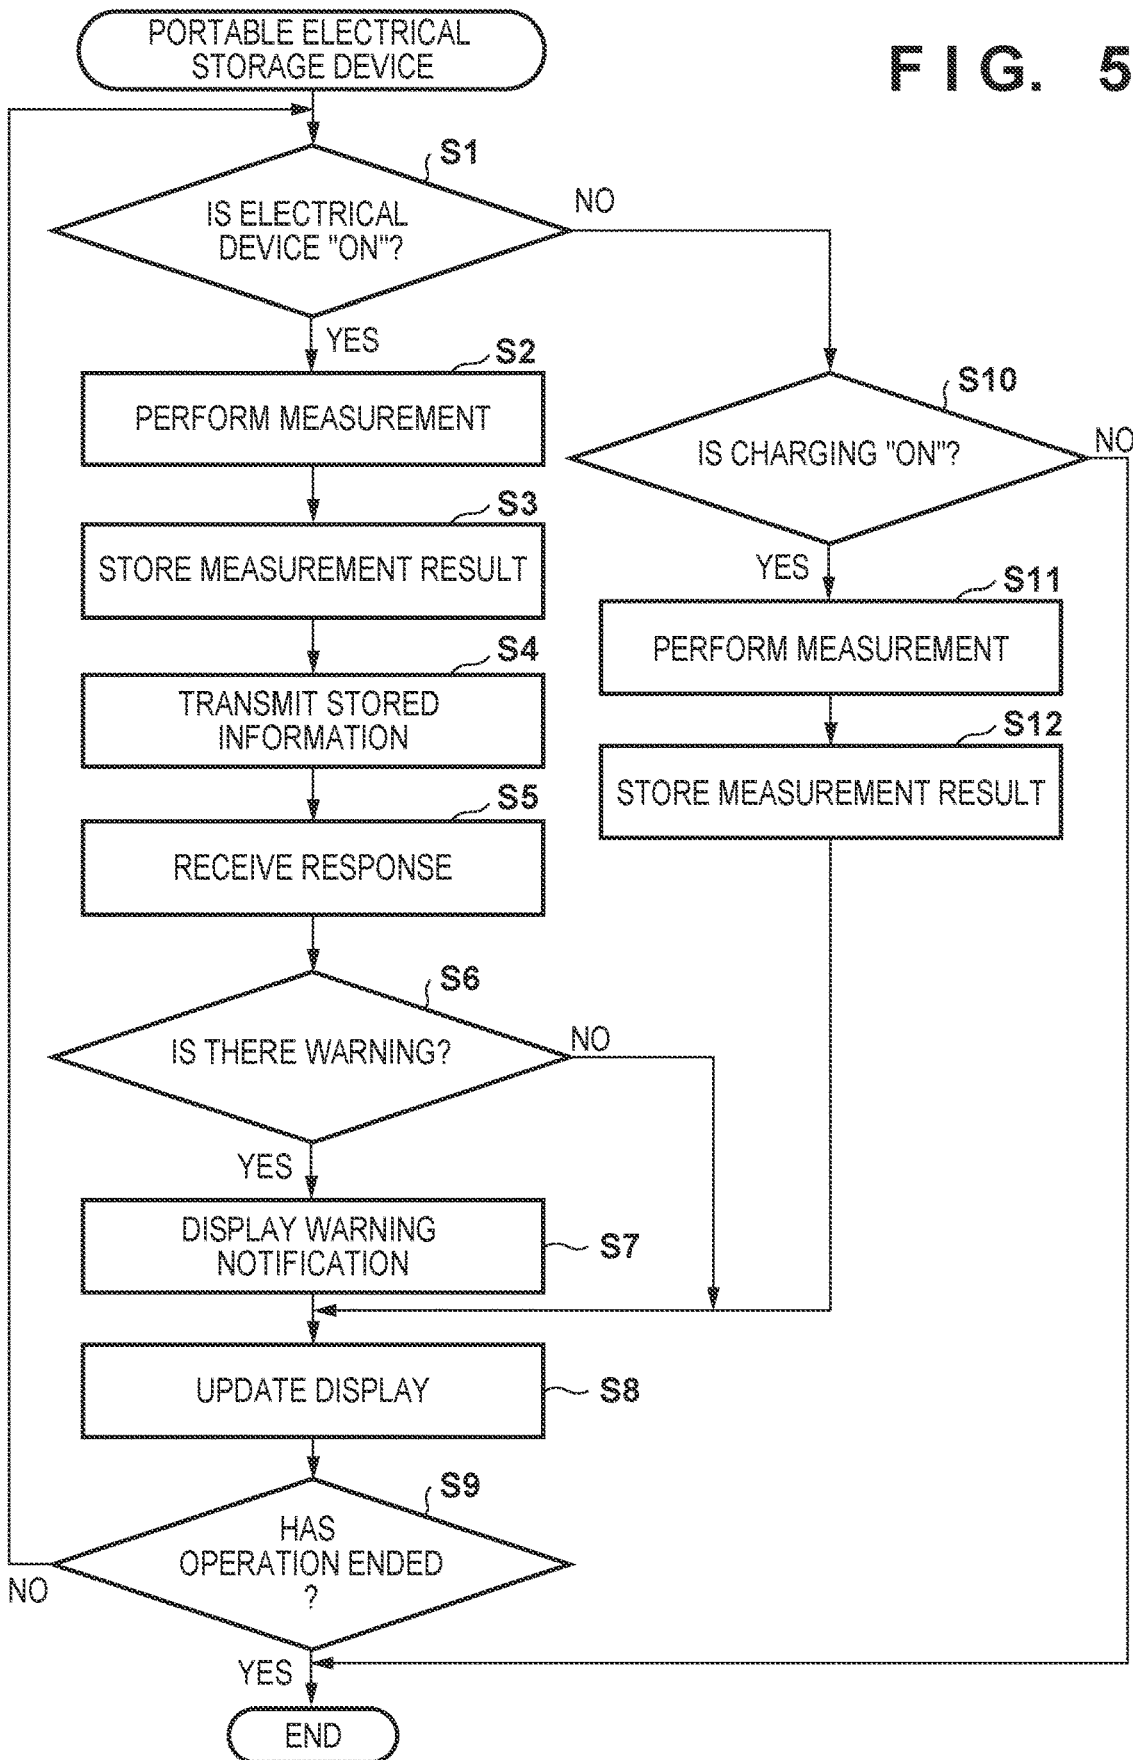 PORTABLE ELECTRICAL
STORAGE DEVICE
FIG. 5
S1
IS ELECTRICAL
DEVICE "ON"?
NO
YES
S2
PERFORM MEASUREMENT
S3
STORE MEASUREMENT RESULT
S4
TRANSMIT STORED
INFORMATION
S5
RECEIVE RESPONSE
S6
IS THERE WARNING?
NO
YES
DISPLAY WARNING
NOTIFICATION
S7
UPDATE DISPLAY
S8
S9
HAS
OPERATION ENDED
?
NO
YES
END
S10
IS CHARGING "ON"?
NO
YES
S11
PERFORM MEASUREMENT
S12
STORE MEASUREMENT RESULT